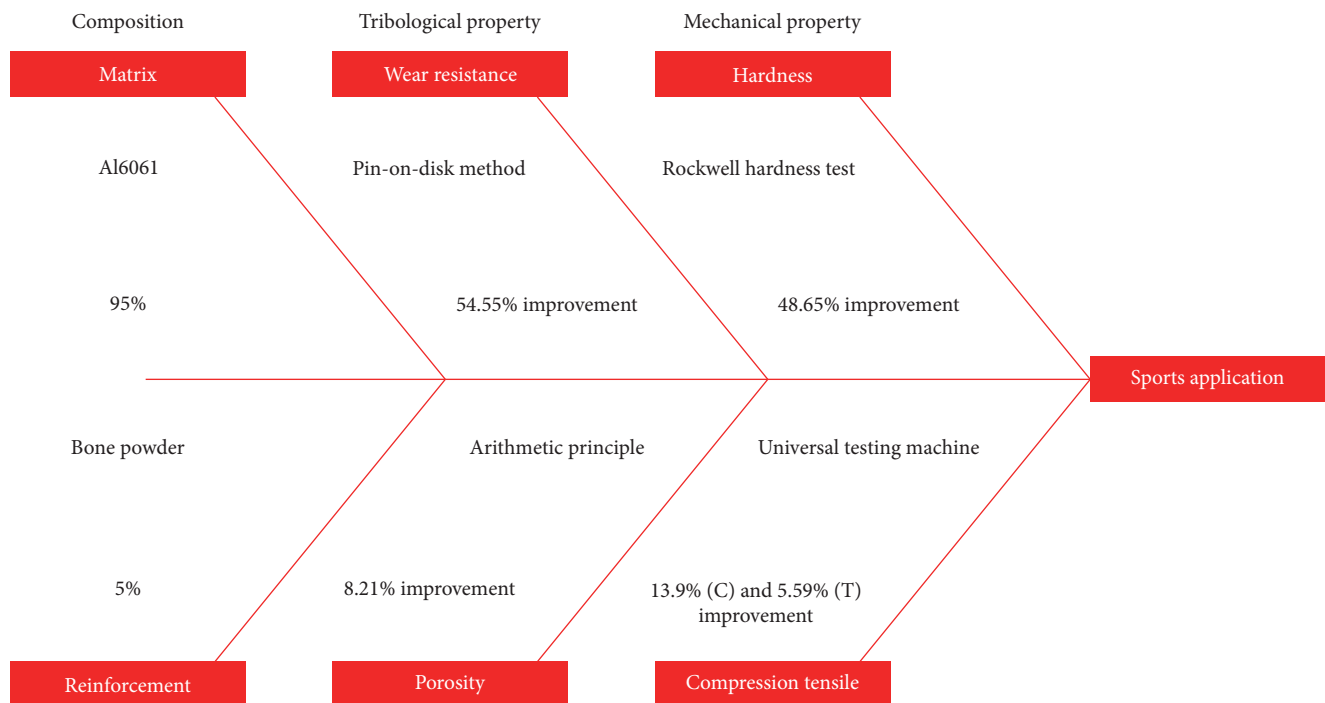 Composition
Tribological property
Mechanical property
Matrix
Wear resistance
Hardness
Al6061
Pin-on-disk method
Rockwell hardness test
95%
54.55% improvement
48.65% improvement
Sports application
Bone powder
Arithmetic principle
Universal testing machine
5%
8.21% improvement
13.9% (C) and 5.59% (T)
improvement
Reinforcement
Porosity
Compression tensile